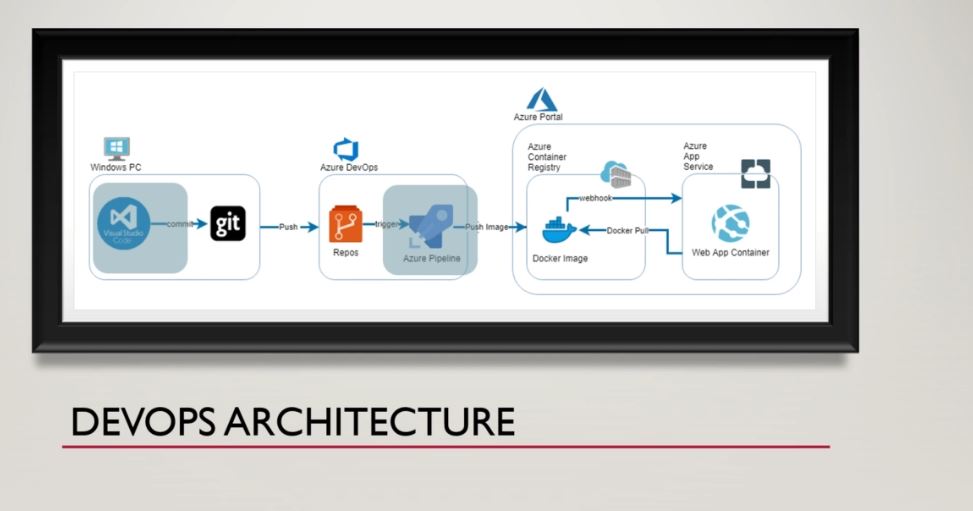 Azure Portal
Windows PC
Azure DevOps
Azure
Container
Registry
Azure
App
Service
Visual Studio
Code
commit
git
Push
Repos
trigger
Azure Pipeline
Push Image
webhook
Docker Pull
Docker Image
Web App Container
DEVOPS ARCHITECTURE